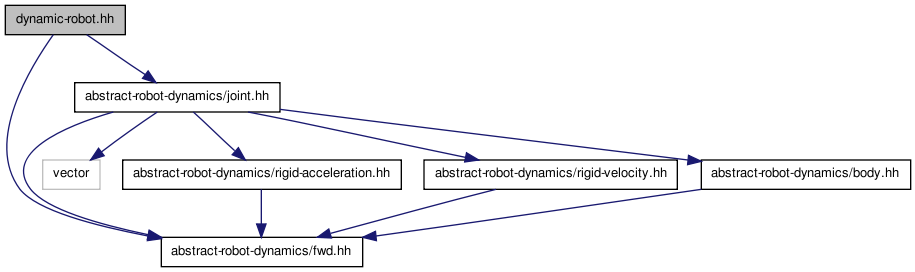 dynamic-robot.hh
abstract-robot-dynamics/joint.hh
vector
abstract-robot-dynamics/rigid-acceleration.hh
abstract-robot-dynamics/rigid-velocity.hh
abstract-robot-dynamics/body.hh
abstract-robot-dynamics/fwd.hh